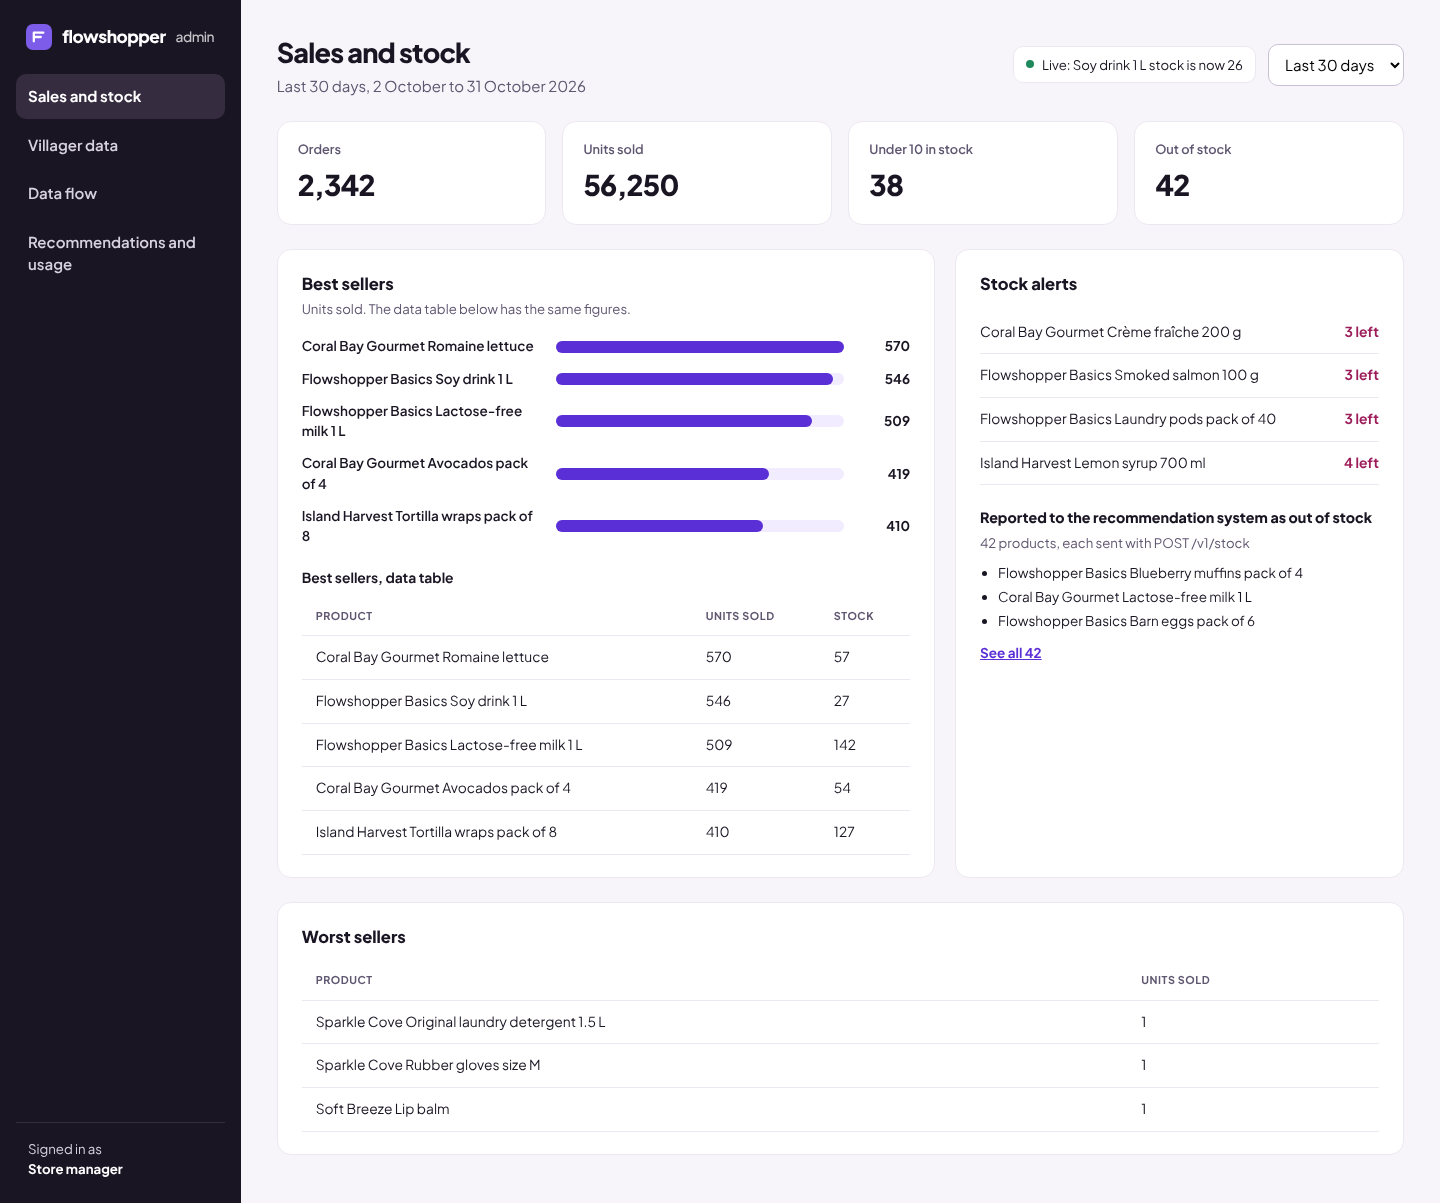 flowshopper admin
Sales and stock
Villager data
Data flow
Recommendations and
usage
Signed in as
Store manager
Sales and stock
Last 30 days, 2 October to 31 October 2026
Live: Soy drink 1 L stock is now 26
Last 30 days
Orders
2,342
Units sold
56,250
Under 10 in stock
38
Out of stock
42
Best sellers
Units sold. The data table below has the same figures.
Coral Bay Gourmet Romaine lettuce 570
Flowshopper Basics Soy drink 1 L 546
Flowshopper Basics Lactose-free
milk 1 L 509
Coral Bay Gourmet Avocados pack
of 4 419
Island Harvest Tortilla wraps pack of
8 410
Best sellers, data table
PRODUCT UNITS SOLD STOCK
Coral Bay Gourmet Romaine lettuce 570 57
Flowshopper Basics Soy drink 1 L 546 27
Flowshopper Basics Lactose-free milk 1 L 509 142
Coral Bay Gourmet Avocados pack of 4 419 54
Island Harvest Tortilla wraps pack of 8 410 127
Stock alerts
Coral Bay Gourmet Crème fraîche 200 g 3 left
Flowshopper Basics Smoked salmon 100 g 3 left
Flowshopper Basics Laundry pods pack of 40 3 left
Island Harvest Lemon syrup 700 ml 4 left
Reported to the recommendation system as out of stock
42 products, each sent with POST /v1/stock
Flowshopper Basics Blueberry muffins pack of 4
Coral Bay Gourmet Lactose-free milk 1 L
Flowshopper Basics Barn eggs pack of 6
See all 42
Worst sellers
PRODUCT UNITS SOLD
Sparkle Cove Original laundry detergent 1.5 L 1
Sparkle Cove Rubber gloves size M 1
Soft Breeze Lip balm 1